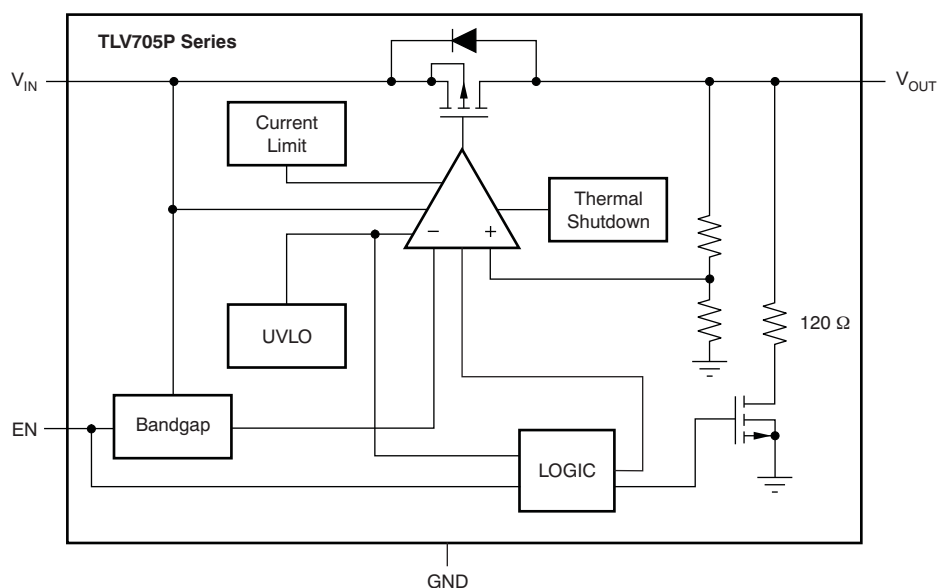 TLV705P Series
V_IN
V_OUT
Current
Limit
Thermal
Shutdown
− +
UVLO
120 Ω
EN
Bandgap
LOGIC
GND